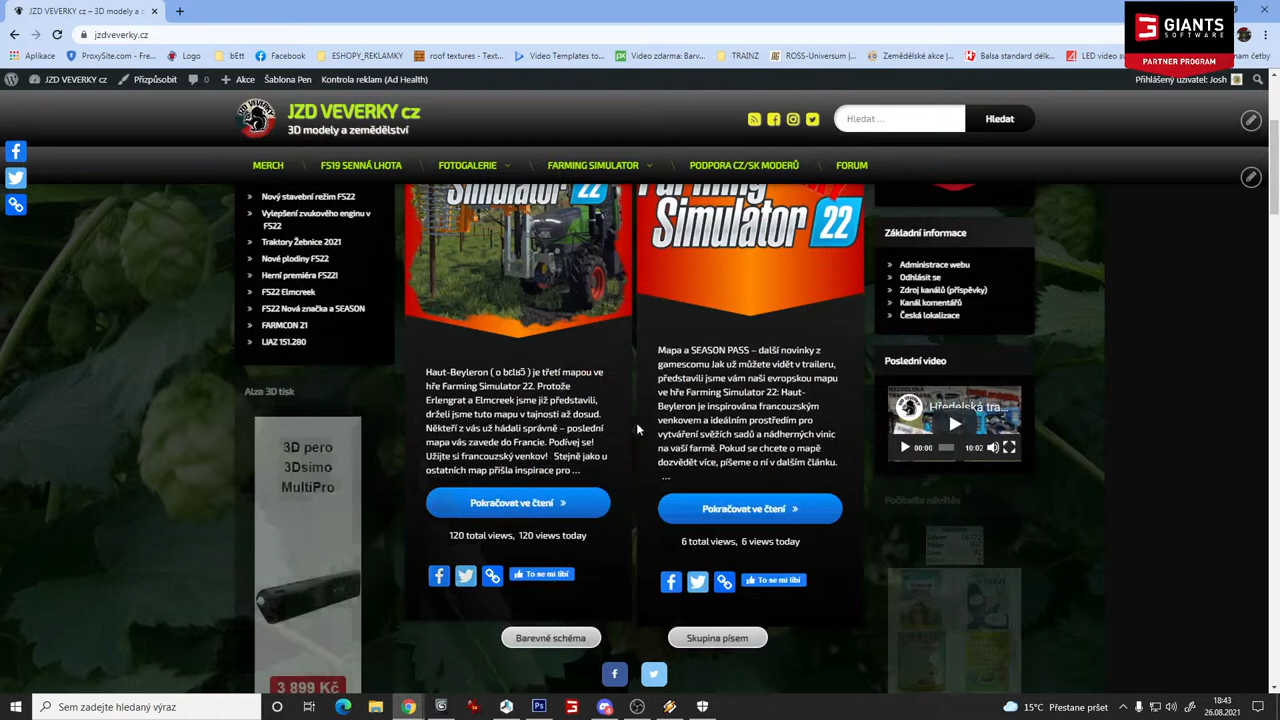 JZD VEVERKY cz - 3D modely a z
jzdveverky.cz
GIANTS
SOFTWARE
PARTNER PROGRAM
Aplikace
ProxySite.com - Free...
Logo
bEtt
Facebook
ESHOPY_REKLAMKY
roof textures - Text...
Video Templates to...
Video zdarma: Barv...
TRAINZ
ROSS-Universum |...
Zemědělské akce |...
Balsa standard dél...
LED
JZD VEVERKY cz
Přizpůsobit
0
Akce
Šablona Pen
Kontrola reklam (Ad Health)
Přihlášený uživatel: Josh
JZD VEVERKY cz
3D modely a zemědělství
Hledat …
Hledat
MERCH
FS19 SENNÁ LHOTA
FOTOGALERIE
FARMING SIMULATOR
PODPORA CZ/SK MODERŮ
FORUM
Nový stavební režim FS22
Vylepšení zvukového enginu v
FS22
Traktory Žebnice 2021
Nové plodiny FS22
Herní premiéra FS22!
FS22 Elmcreek
FS22 Nová značka a SEASON
FARMCON 21
LIAZ 151.280
Alza 3D tisk
3D pero
3Dsimo
MultiPro
3 899 Kč
Simulator 22
Haut-Beyleron ( o bɛlʁɔ̃ ) je třetí mapou ve
hře Farming Simulator 22. Protože
Erlengrat a Elmcreek jsme již představili,
drželi jsme tuto mapu v tajnosti až dosud.
Někteří z vás už hádali správně – poslední
mapa vás zavede do Francie. Podívej se!
Užijte si francouzský venkov! Stejně jako u
ostatních map přišla inspirace pro …
Pokračovat ve čtení »
120 total views, 120 views today
To se mi líbí
Barevné schéma
Farming
Simulator 22
Mapa a SEASON PASS – další novinky z
gamescomu Jak už můžete vidět v traileru,
představili jsme vám naši evropskou mapu
ve hře Farming Simulator 22: Haut-
Beyleron je inspirována francouzským
venkovem a ideálním prostředím pro
vytváření svěžích sadů a nádherných vinic
na vaší farmě. Pokud se chcete o mapě
dozvědět více, píšeme o ní v dalším článku.
…
Pokračovat ve čtení »
6 total views, 6 views today
To se mi líbí
Skupina písem
Základní informace
Administrace webu
Odhlásit se
Zdroj kanálů (příspěvky)
Kanál komentářů
Česká lokalizace
Poslední video
Hředelská tra...
00:00
10:02
Počítadlo návštěv
Sem zadejte hledaný výraz
15°C Přestane pršet
18:43
26.08.2021